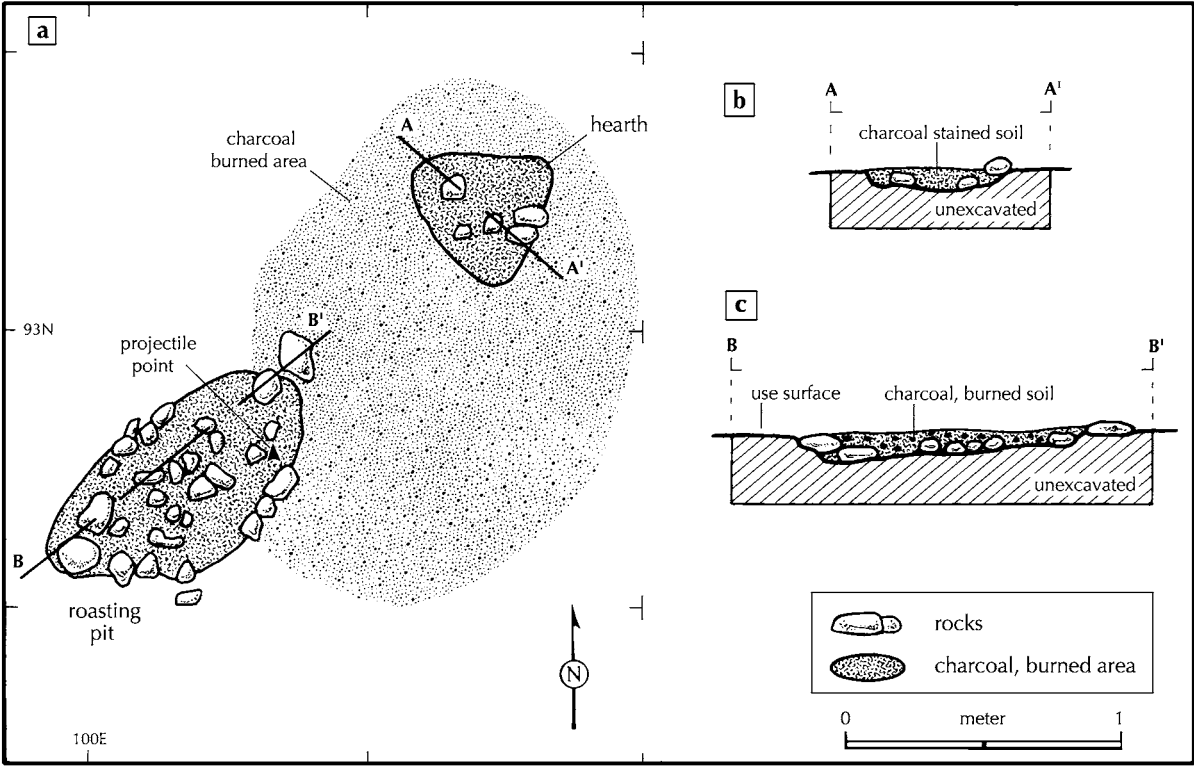 a
charcoal
burned area
A
hearth
A'
93N
B'
projectile
point
B
roasting
pit
N
100E
b
A
A'
charcoal stained soil
unexcavated
c
B
B'
use surface
charcoal, burned soil
unexcavated
rocks
charcoal, burned area
0 meter 1